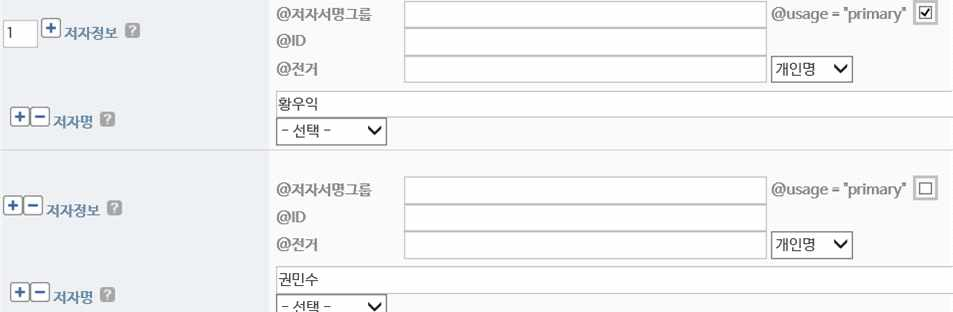 @저자서명그룹 @usage = "primary"
1 저자정보 ?
@ID
@전거 개인명
저자명 ? 황우익
- 선택 -
@저자서명그룹 @usage = "primary"
저자정보 ?
@ID
@전거 개인명
저자명 ? 권민수
- 선택 -